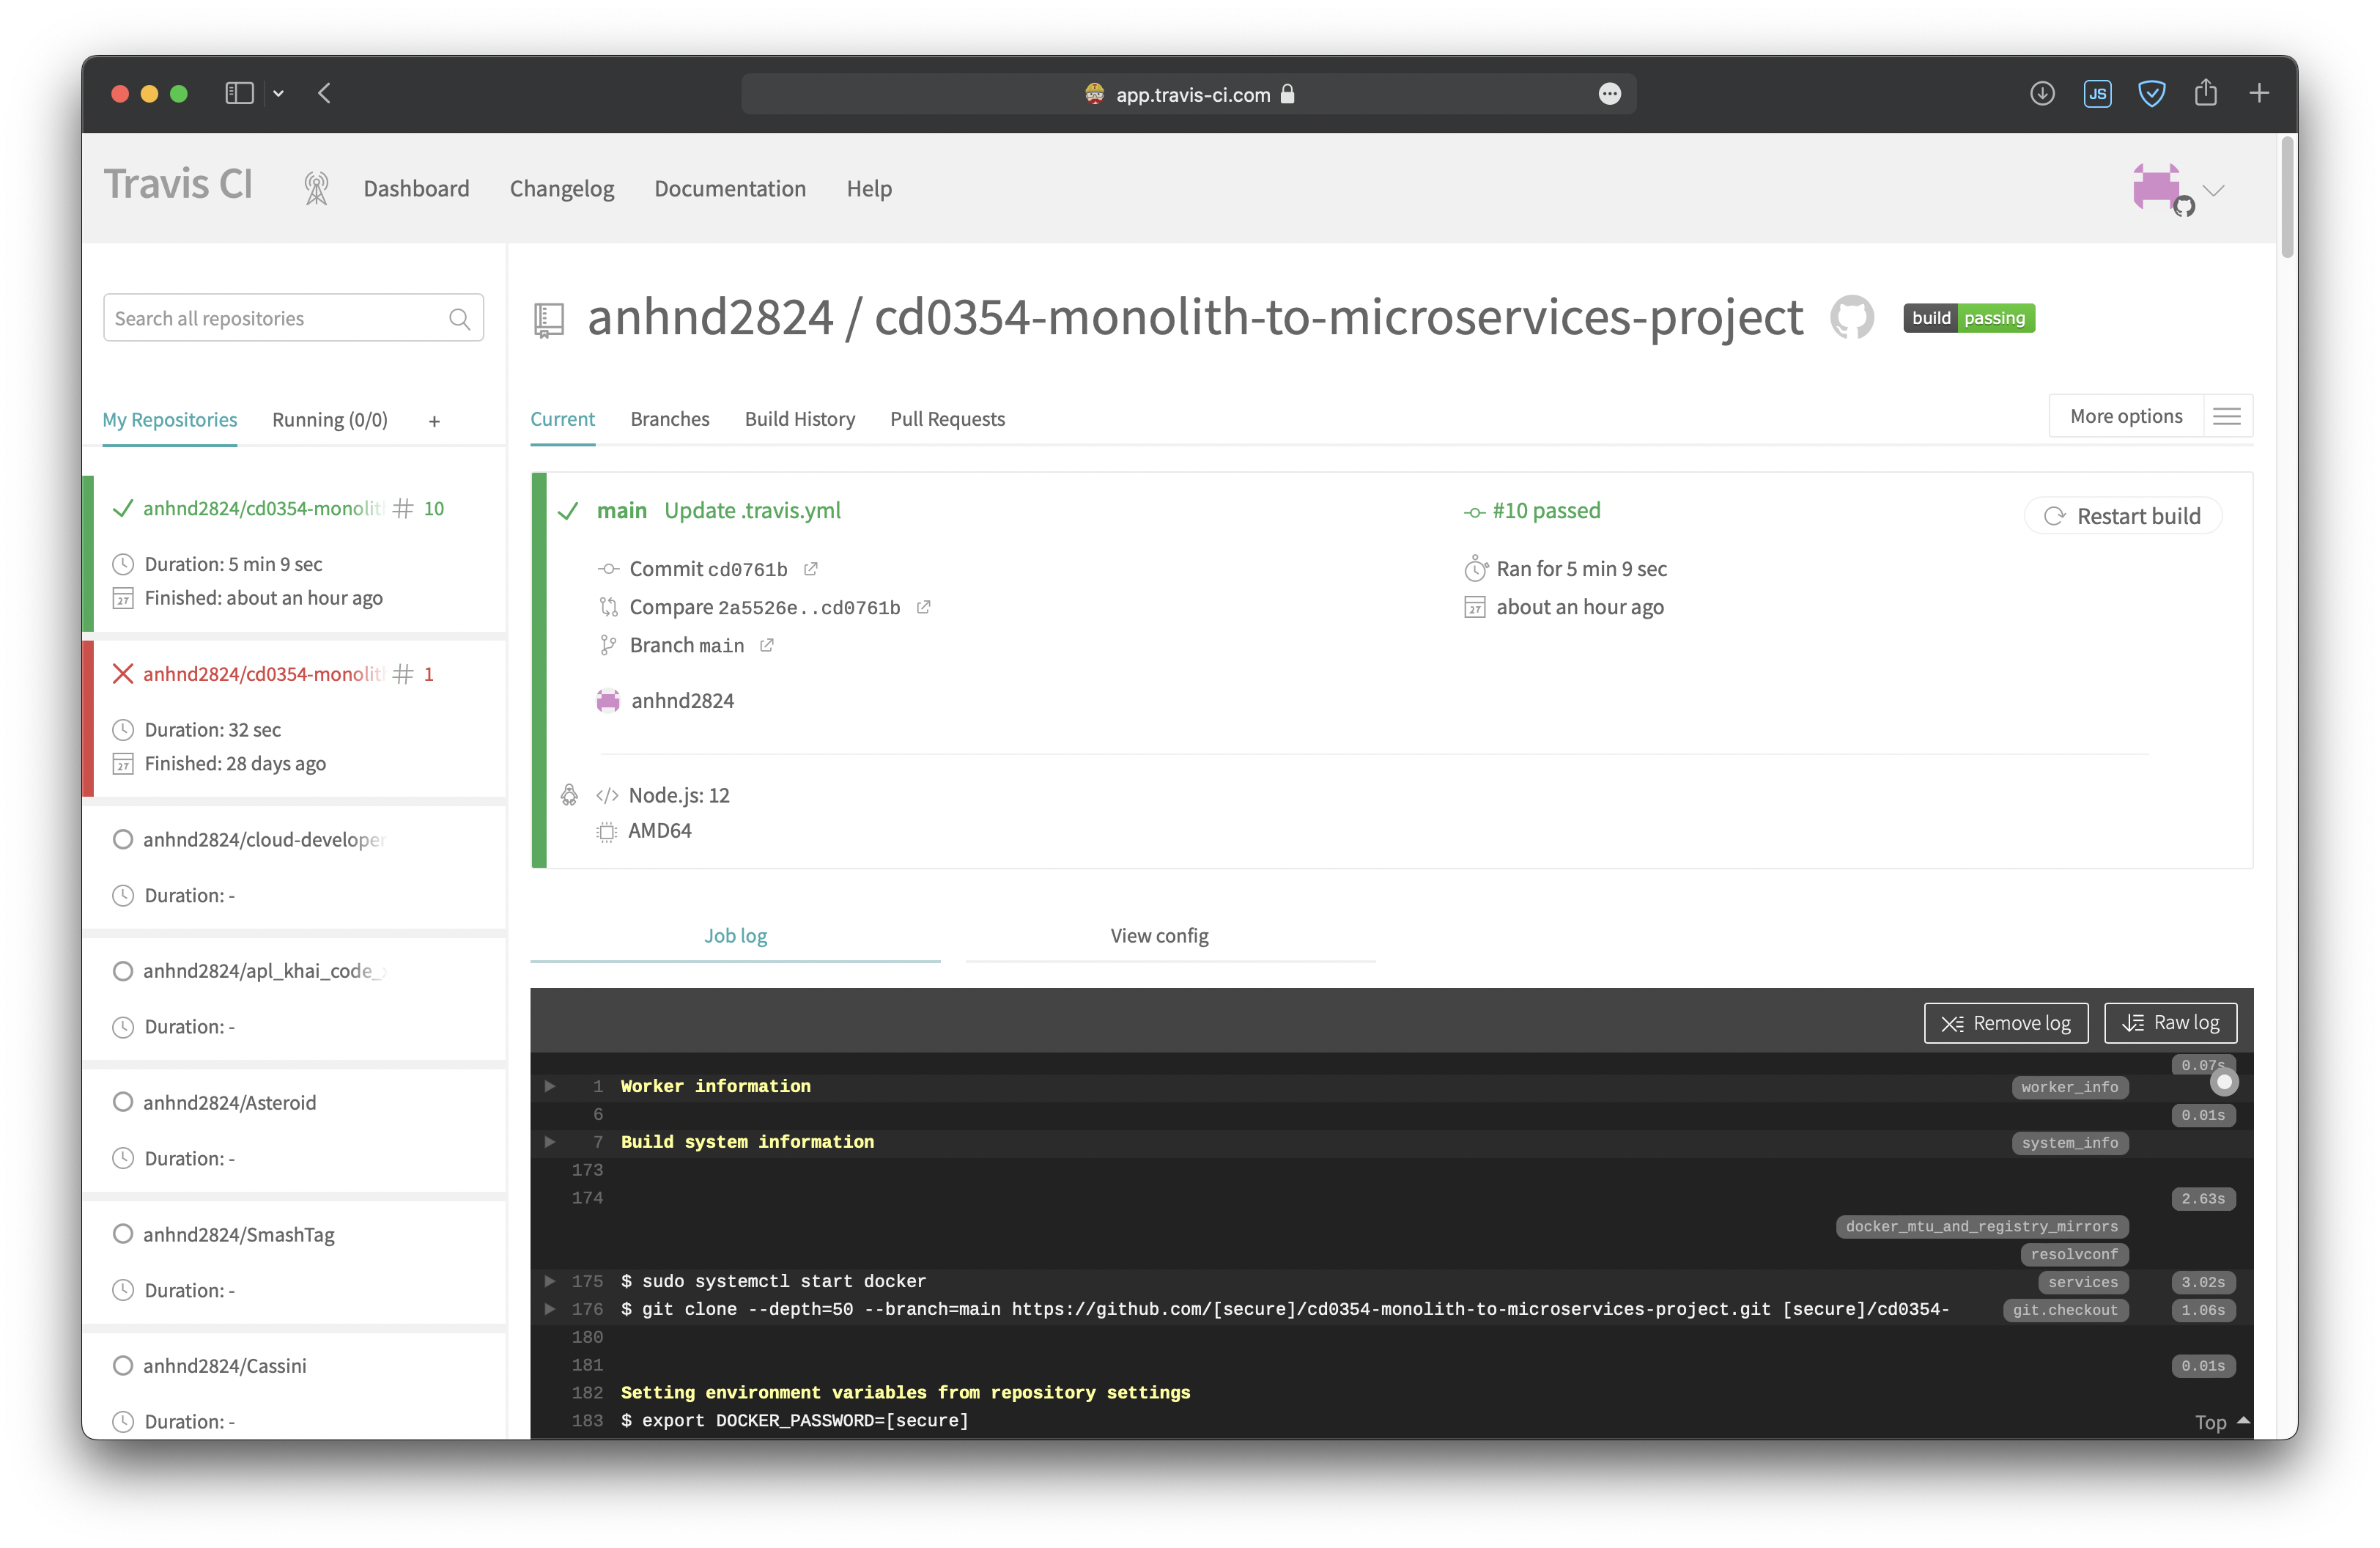 app.travis-ci.com
JS
Travis CI
Dashboard
Changelog
Documentation
Help
Search all repositories
My Repositories
Running (0/0)
+
anhnd2824/cd0354-monolith
# 10
Duration: 5 min 9 sec
27
Finished: about an hour ago
anhnd2824/cd0354-monolith
# 1
Duration: 32 sec
27
Finished: 28 days ago
anhnd2824/cloud-developer
Duration: -
anhnd2824/apl_khai_code_
Duration: -
anhnd2824/Asteroid
Duration: -
anhnd2824/SmashTag
Duration: -
anhnd2824/Cassini
Duration: -
anhnd2824 / cd0354-monolith-to-microservices-project
build passing
Current
Branches
Build History
Pull Requests
More options
main Update .travis.yml
#10 passed
Restart build
Commit cd0761b
Ran for 5 min 9 sec
Compare 2a5526e..cd0761b
27
about an hour ago
Branch main
anhnd2824
</> Node.js: 12
AMD64
Job log
View config
Remove log
Raw log
0.07s
1 Worker information worker_info
6 0.01s
7 Build system information system_info
173
174 2.63s
docker_mtu_and_registry_mirrors
resolvconf
175 $ sudo systemctl start docker services 3.02s
176 $ git clone --depth=50 --branch=main https://github.com/[secure]/cd0354-monolith-to-microservices-project.git [secure]/cd0354- git.checkout 1.06s
180
181 0.01s
182 Setting environment variables from repository settings
183 $ export DOCKER_PASSWORD=[secure]
Top